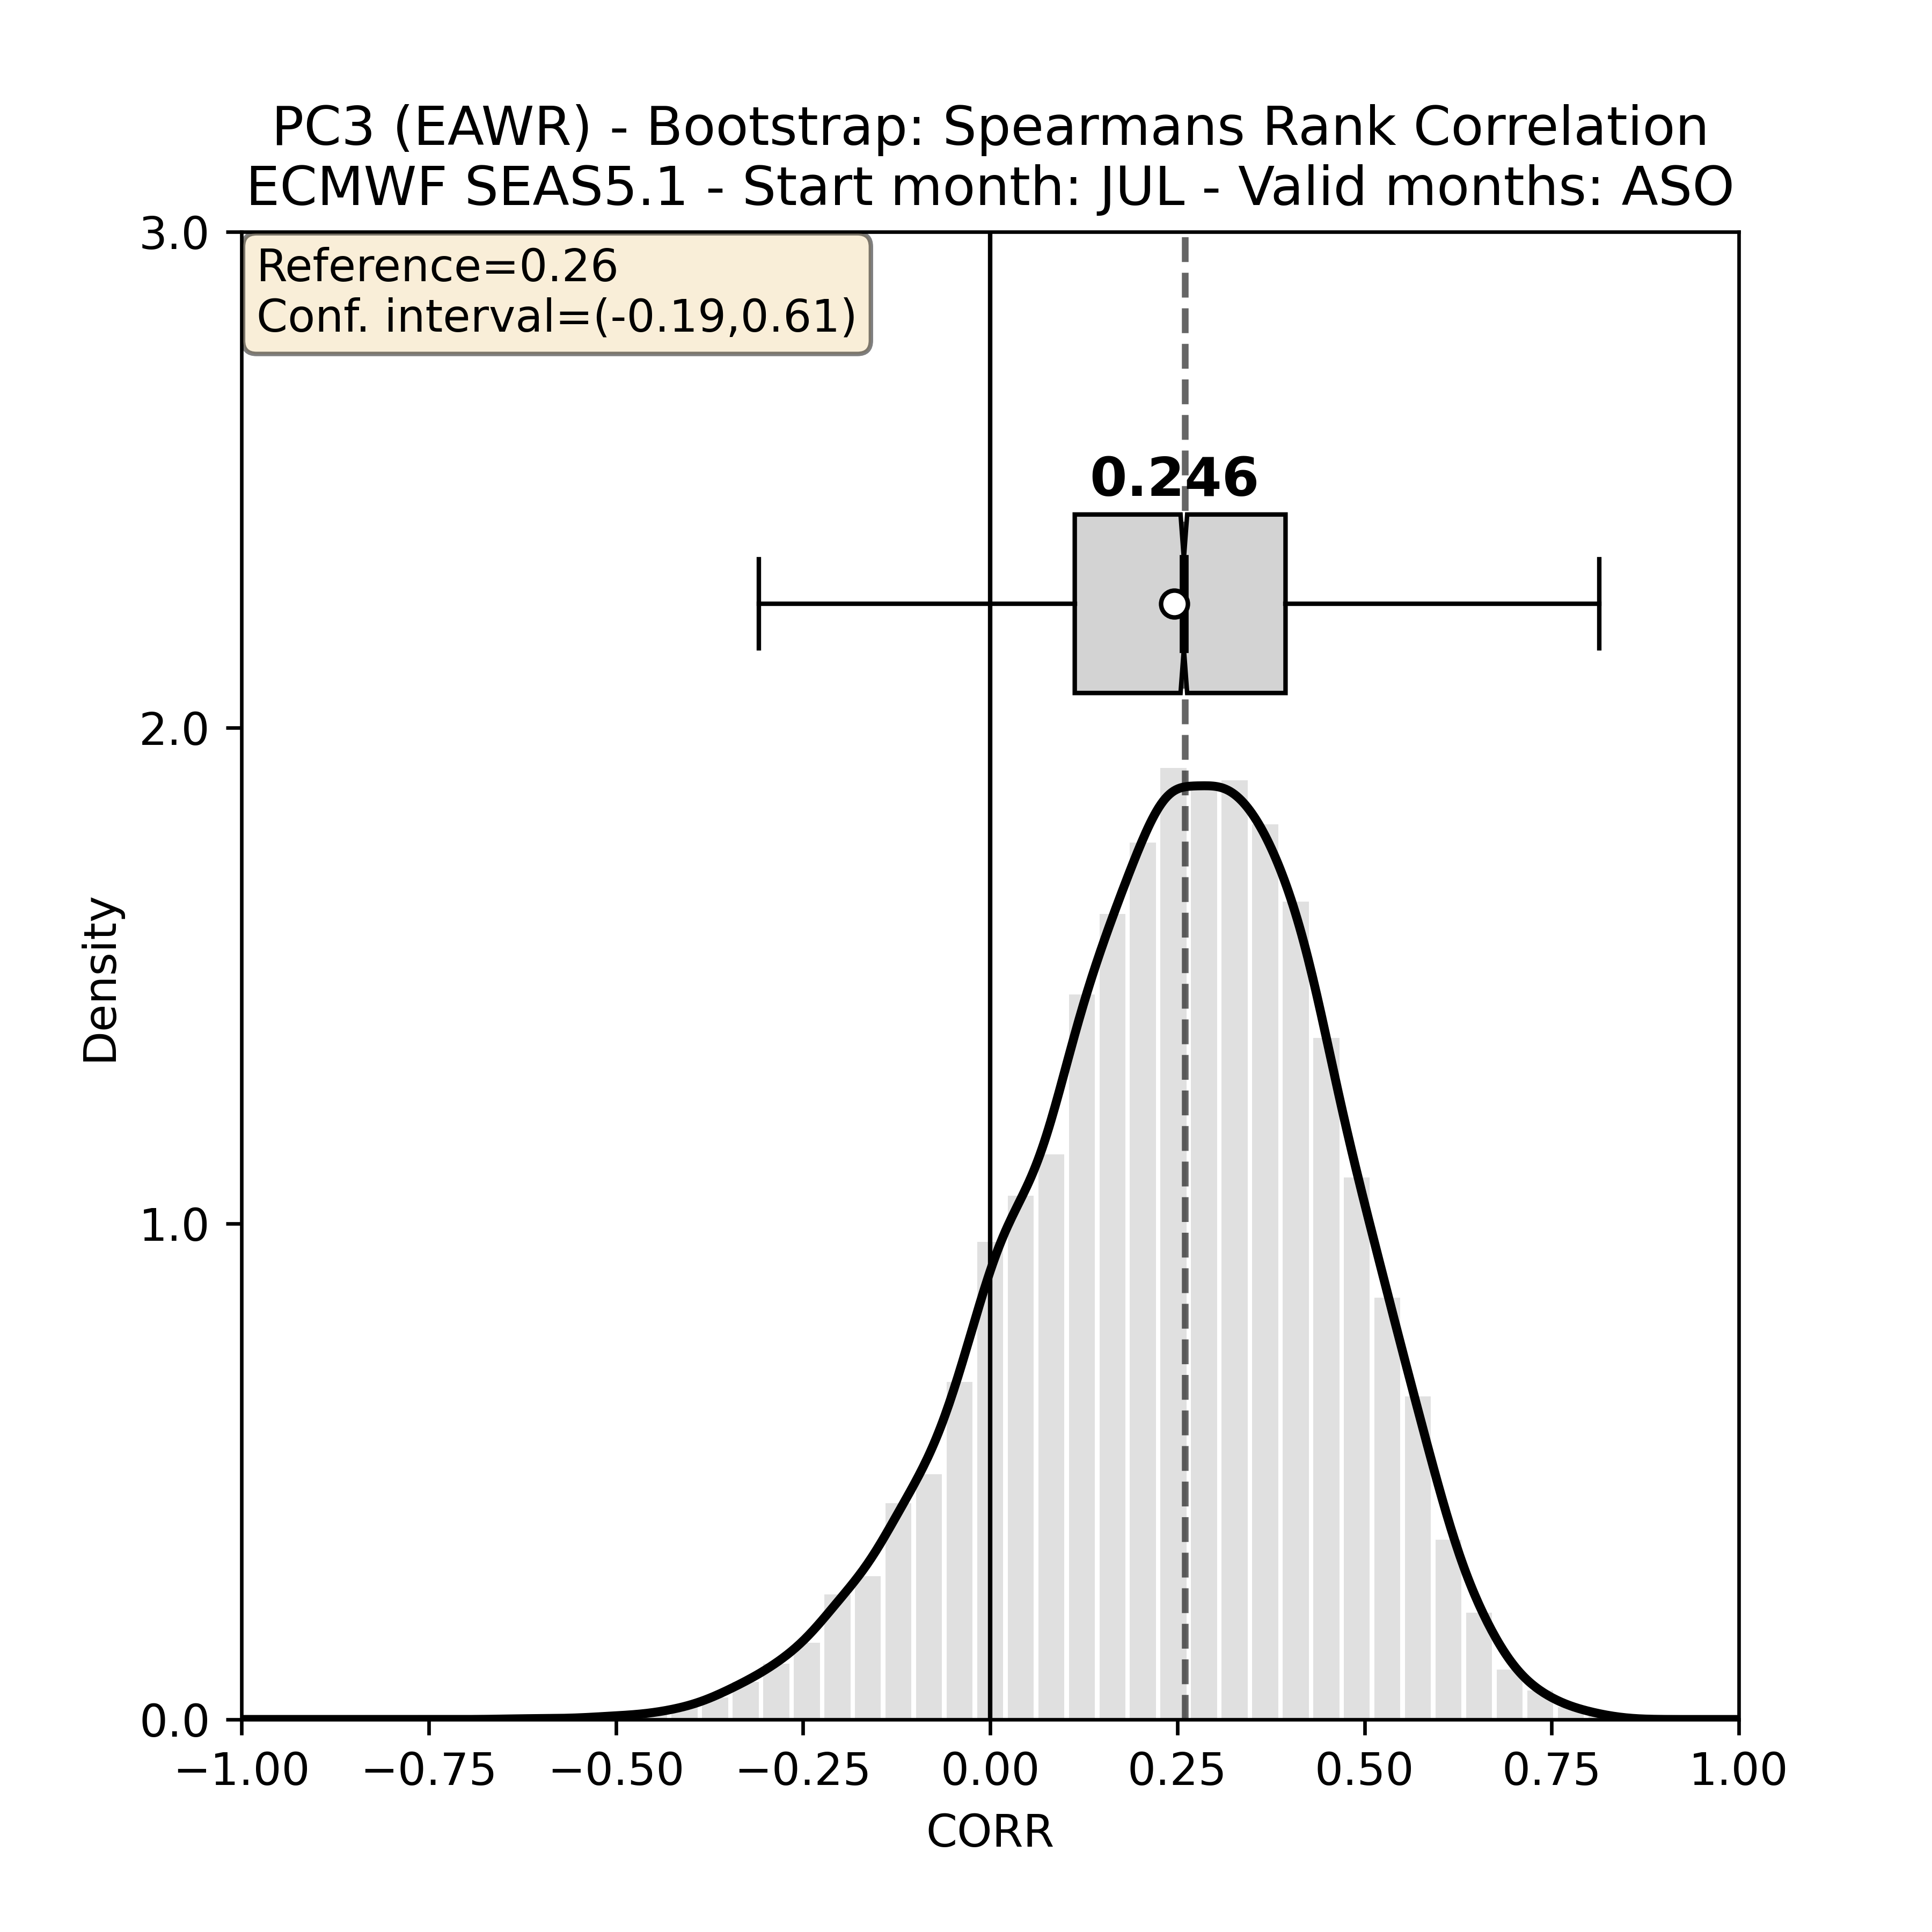 PC3 (EAWR) - Bootstrap: Spearmans Rank Correlation
ECMWF SEAS5.1 - Start month: JUL - Valid months: ASO
3.0
Reference=0.26
Conf. interval=(-0.19,0.61)
0.246
2.0
Density
1.0
0.0
−1.00 −0.75 −0.50 −0.25 0.00 0.25 0.50 0.75 1.00
CORR